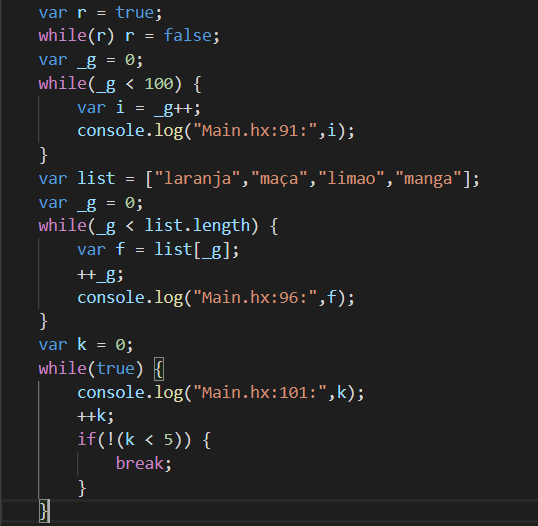 var r = true;
while(r) r = false;
var _g = 0;
while(_g < 100) {
    var i = _g++;
    console.log("Main.hx:91:",i);
}
var list = ["laranja","maça","limao","manga"];
var _g = 0;
while(_g < list.length) {
    var f = list[_g];
    ++_g;
    console.log("Main.hx:96:",f);
}
var k = 0;
while(true) {
    console.log("Main.hx:101:",k);
    ++k;
    if(!(k < 5)) {
        break;
    }
}